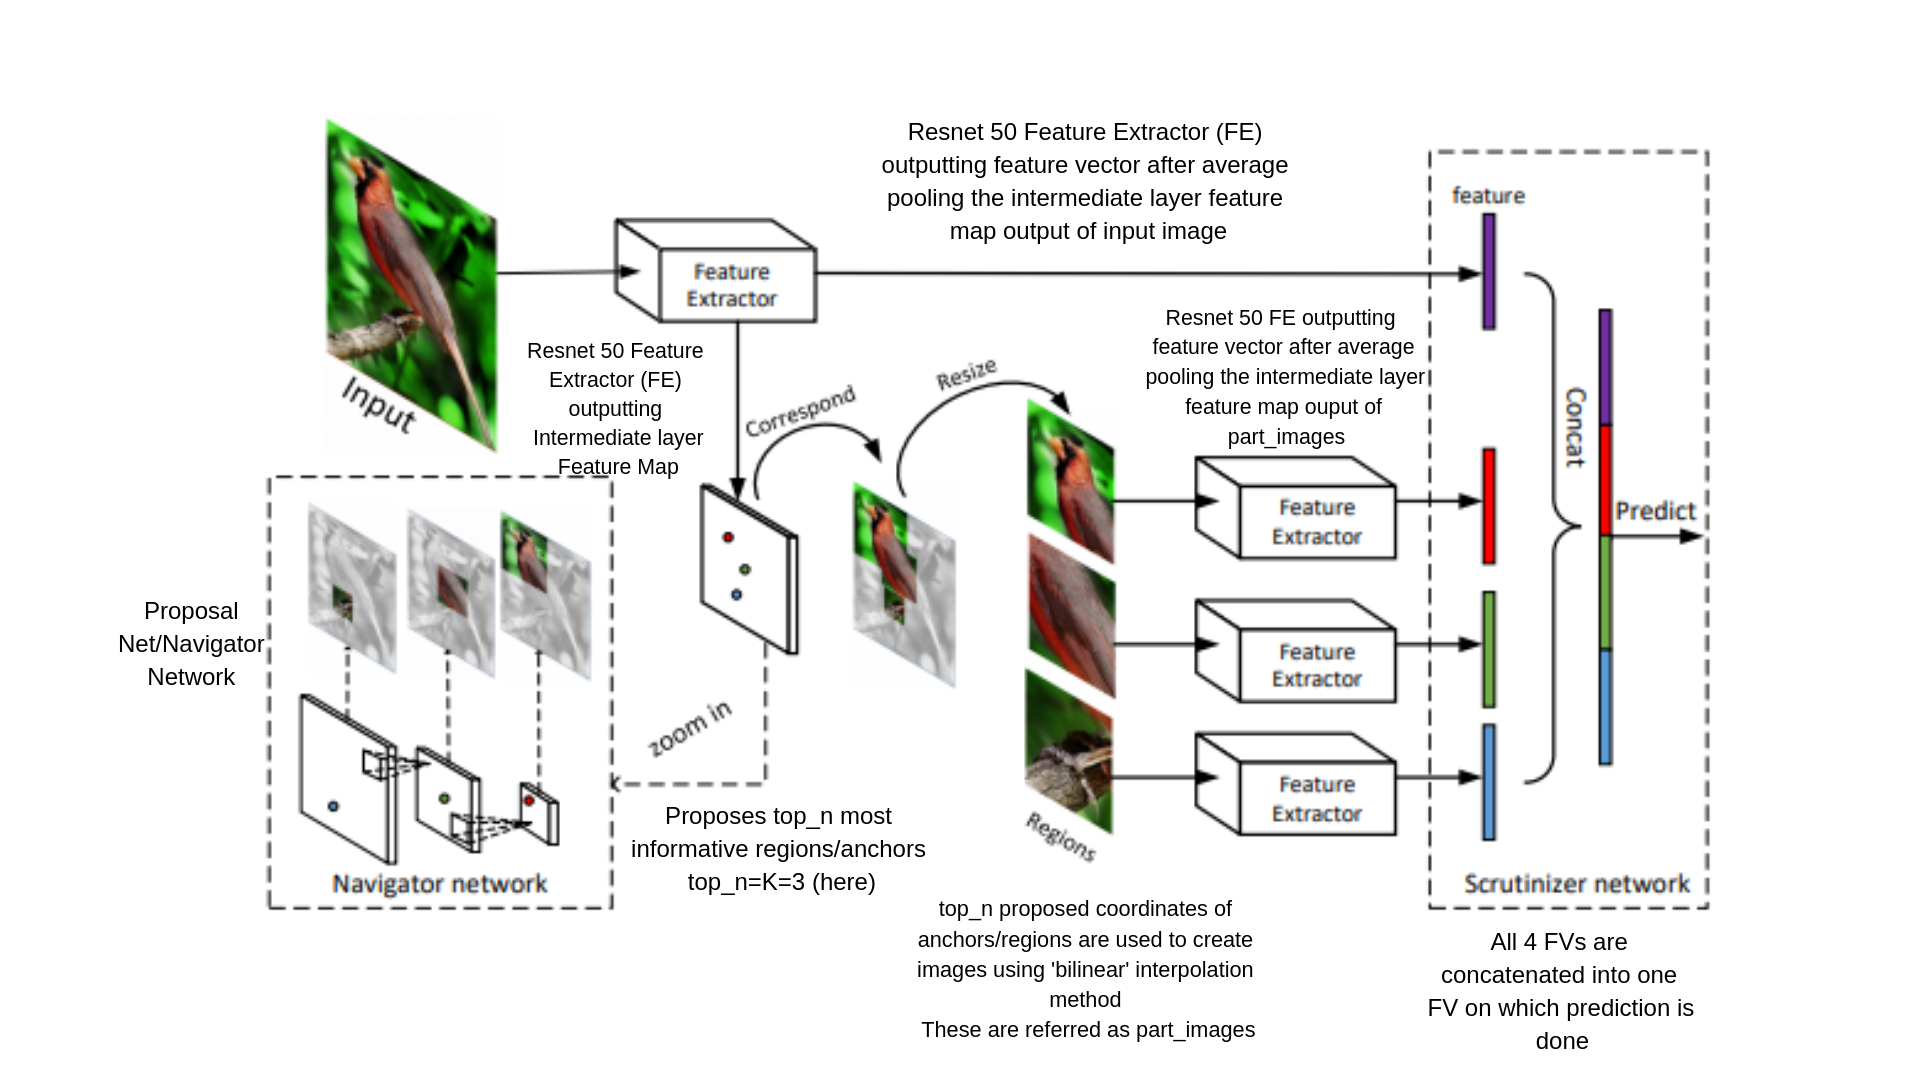 Resnet 50 Feature Extractor (FE)
outputting feature vector after average
pooling the intermediate layer feature
map output of input image
feature
Feature
Extractor
Input
Resnet 50 Feature
Extractor (FE)
outputting
Intermediate layer
Feature Map
Correspond
Resize
Resnet 50 FE outputting
feature vector after average
pooling the intermediate layer
feature map ouput of
part_images
Concat
Feature
Extractor
Predict
Proposal
Net/Navigator
Network
Feature
Extractor
zoom in
Feature
Extractor
Regions
Navigator network
Proposes top_n most
informative regions/anchors
top_n=K=3 (here)
Scrutinizer network
top_n proposed coordinates of
anchors/regions are used to create
images using 'bilinear' interpolation
method
These are referred as part_images
All 4 FVs are
concatenated into one
FV on which prediction is
done